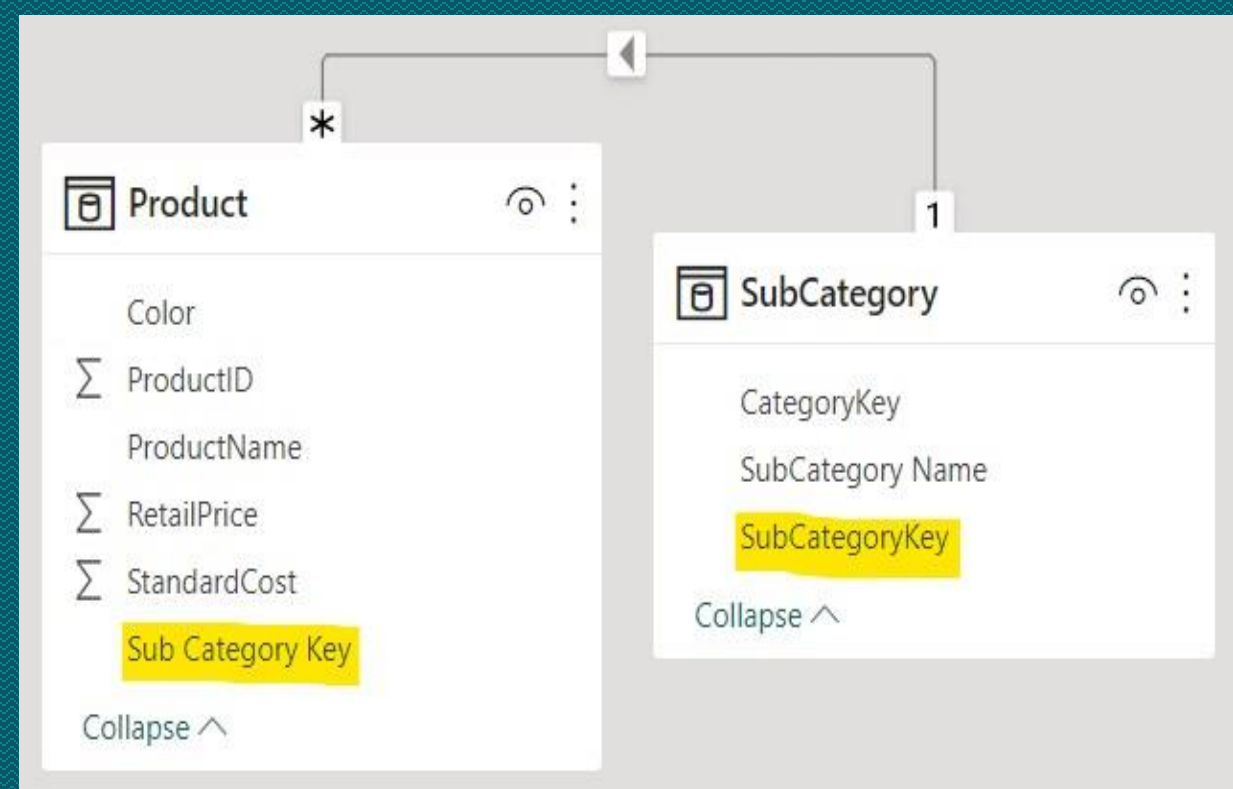 *
Product
Color
∑ ProductID
ProductName
∑ RetailPrice
∑ StandardCost
Sub Category Key
Collapse
1
SubCategory
CategoryKey
SubCategory Name
SubCategoryKey
Collapse